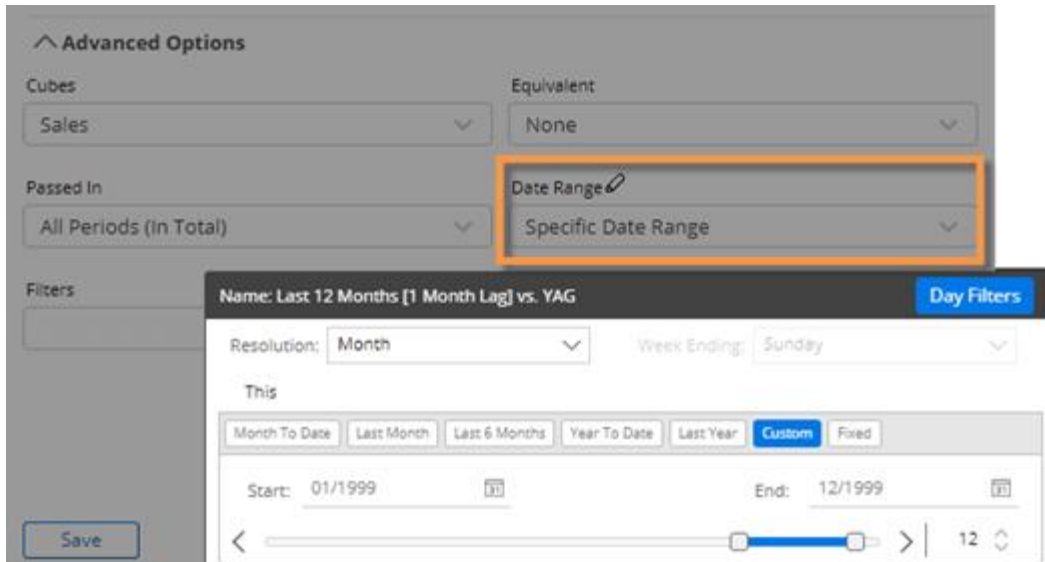 Advanced Options
Cubes
Equivalent
Sales
None
Passed In
Date Range
All Periods (In Total)
Specific Date Range
Filters
Name: Last 12 Months [1 Month Lag] vs. YAG
Day Filters
Resolution: Month
Week Ending: Sunday
This
Month To Date Last Month Last 6 Months Year To Date Last Year Custom Fixed
Start: 01/1999
End: 12/1999
12
Save